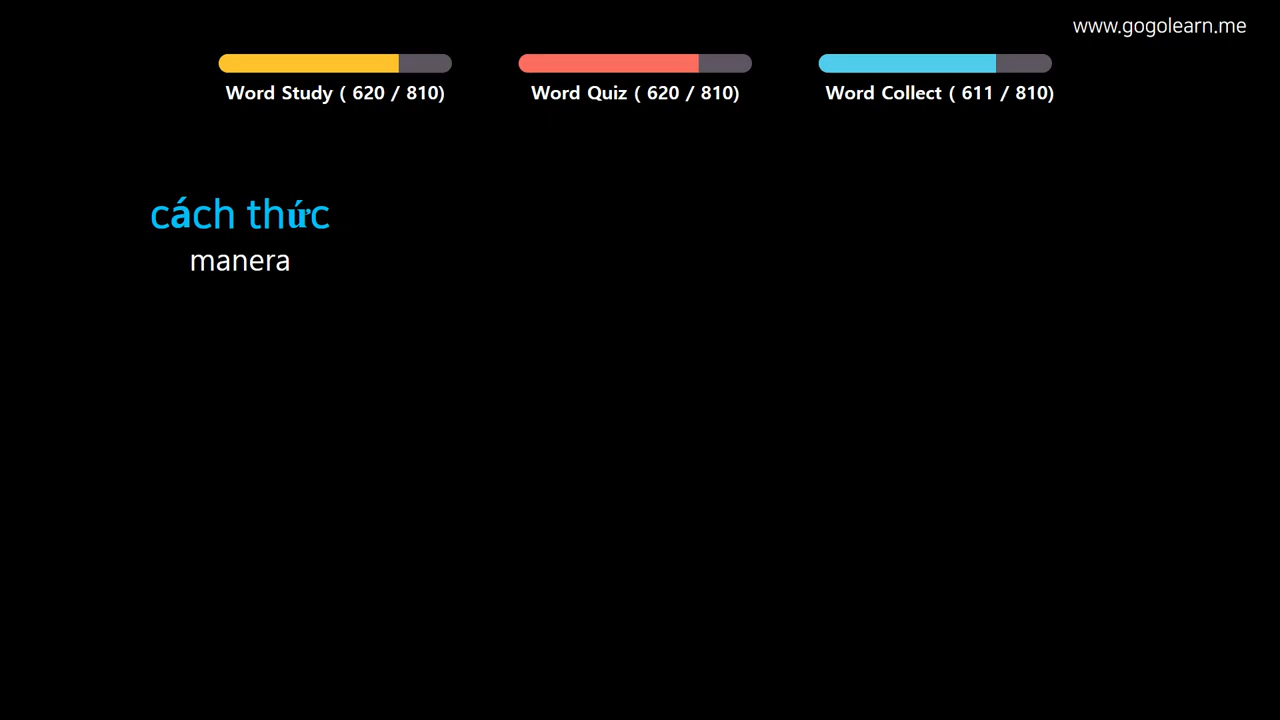 www.gogolearn.me
Word Study ( 620 / 810)
Word Quiz ( 620 / 810)
Word Collect ( 611 / 810)
cách thức
manera